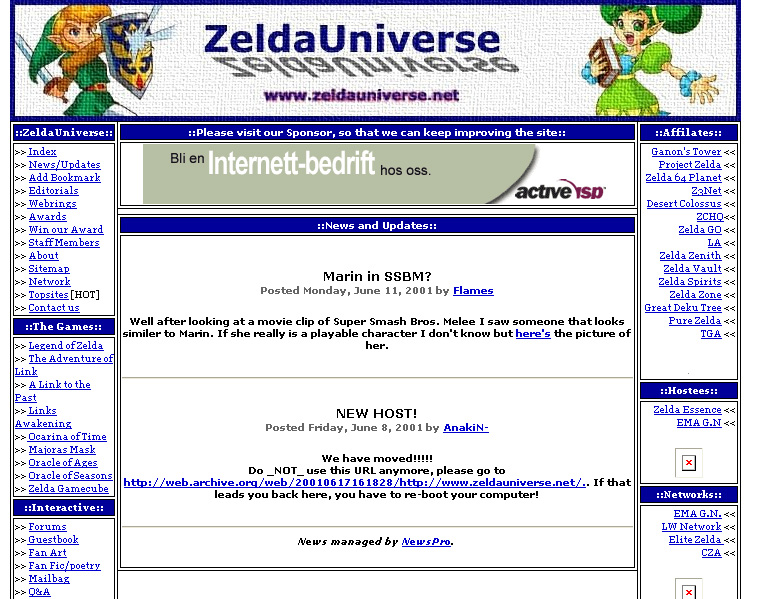 ZeldaUniverse
www.zeldauniverse.net
::ZeldaUniverse::
>> Index
>> News/Updates
>> Add Bookmark
>> Editorials
>> Webrings
>> Awards
>> Win our Award
>> Staff Members
>> About
>> Sitemap
>> Network
>> Topsites [HOT]
>> Contact us
::The Games::
>> Legend of Zelda
>> The Adventure of
Link
>> A Link to the
Past
>> Links
Awakening
>> Ocarina of Time
>> Majoras Mask
>> Oracle of Ages
>> Oracle of Seasons
>> Zelda Gamecube
::Interactive::
>> Forums
>> Guestbook
>> Fan Art
>> Fan Fic/poetry
>> Mailbag
>> Q&A
::Please visit our Sponsor, so that we can keep improving the site::
Bli en Internett-bedrift hos oss.
active isp
::News and Updates::
Marin in SSBM?
Posted Monday, June 11, 2001 by Flames
Well after looking at a movie clip of Super Smash Bros. Melee I saw someone that looks
similer to Marin. If she really is a playable character I don't know but here's the picture of
her.
NEW HOST!
Posted Friday, June 8, 2001 by AnakiN-
We have moved!!!!!
Do _NOT_ use this URL anymore, please go to
http://web.archive.org/web/20010617161828/http://www.zeldauniverse.net/.. If that
leads you back here, you have to re-boot your computer!
News managed by NewsPro.
::Affilates::
Ganon's Tower <<
Project Zelda <<
Zelda 64 Planet <<
Z3Net <<
Desert Colossus <<
ZCHQ<<
Zelda GO <<
LA <<
Zelda Zenith <<
Zelda Vault <<
Zelda Spirits <<
Zelda Zone <<
Great Deku Tree <<
Pure Zelda <<
TGA <<
::Hostees::
Zelda Essence <<
EMA G.N <<
::Networks::
EMA G.N. <<
LW Network <<
Elite Zelda <<
CZA <<